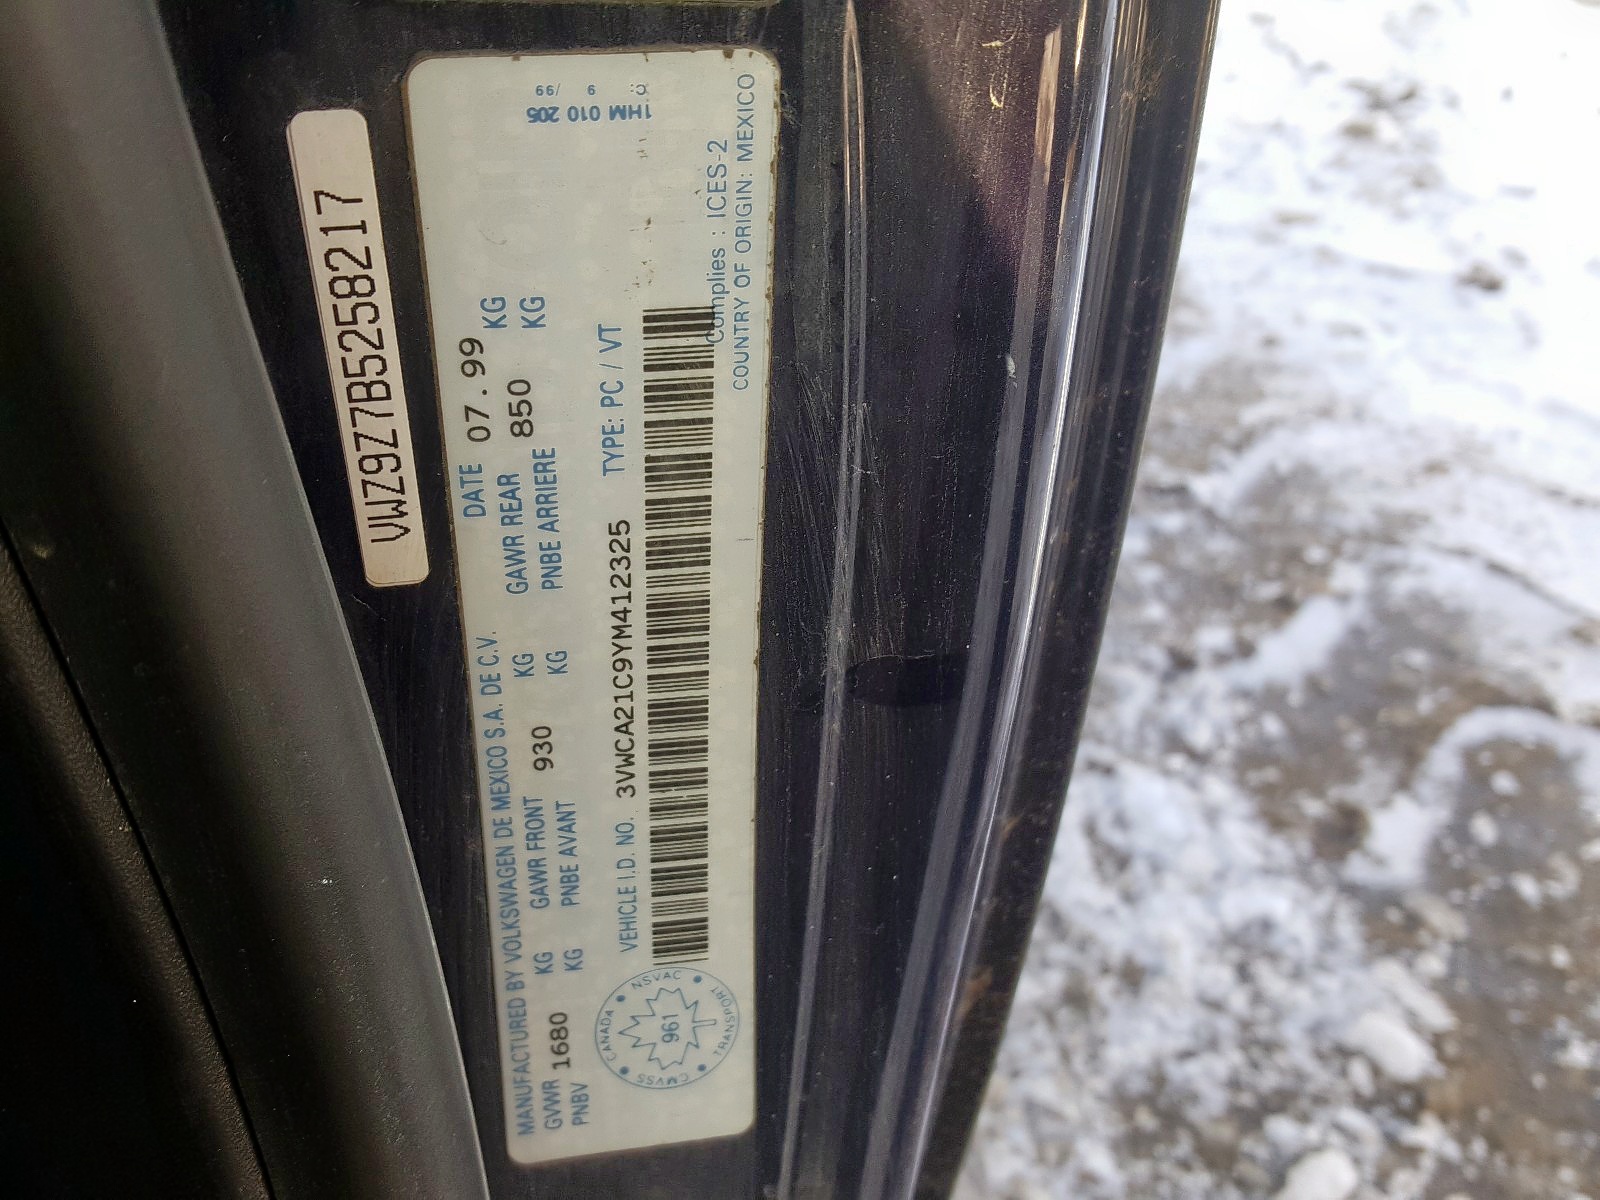 VWZ9Z7B5258217
MANUFACTURED BY VOLKSWAGEN DE MEXICO S.A. DE C.V. DATE 07.99
GVWR 1680 KG GAWR FRONT 930 KG GAWR REAR 850 KG
PNBV KG PNBE AVANT KG PNBE ARRIERE KG
VEHICLE I.D. NO. 3VWCA21C9YM412325 TYPE: PC / VT
CANADA • NSVAC • TRANSPORT • CMVSS •
961
Complies : ICES-2
COUNTRY OF ORIGIN: MEXICO
1HM 010 205
C: 9 /99